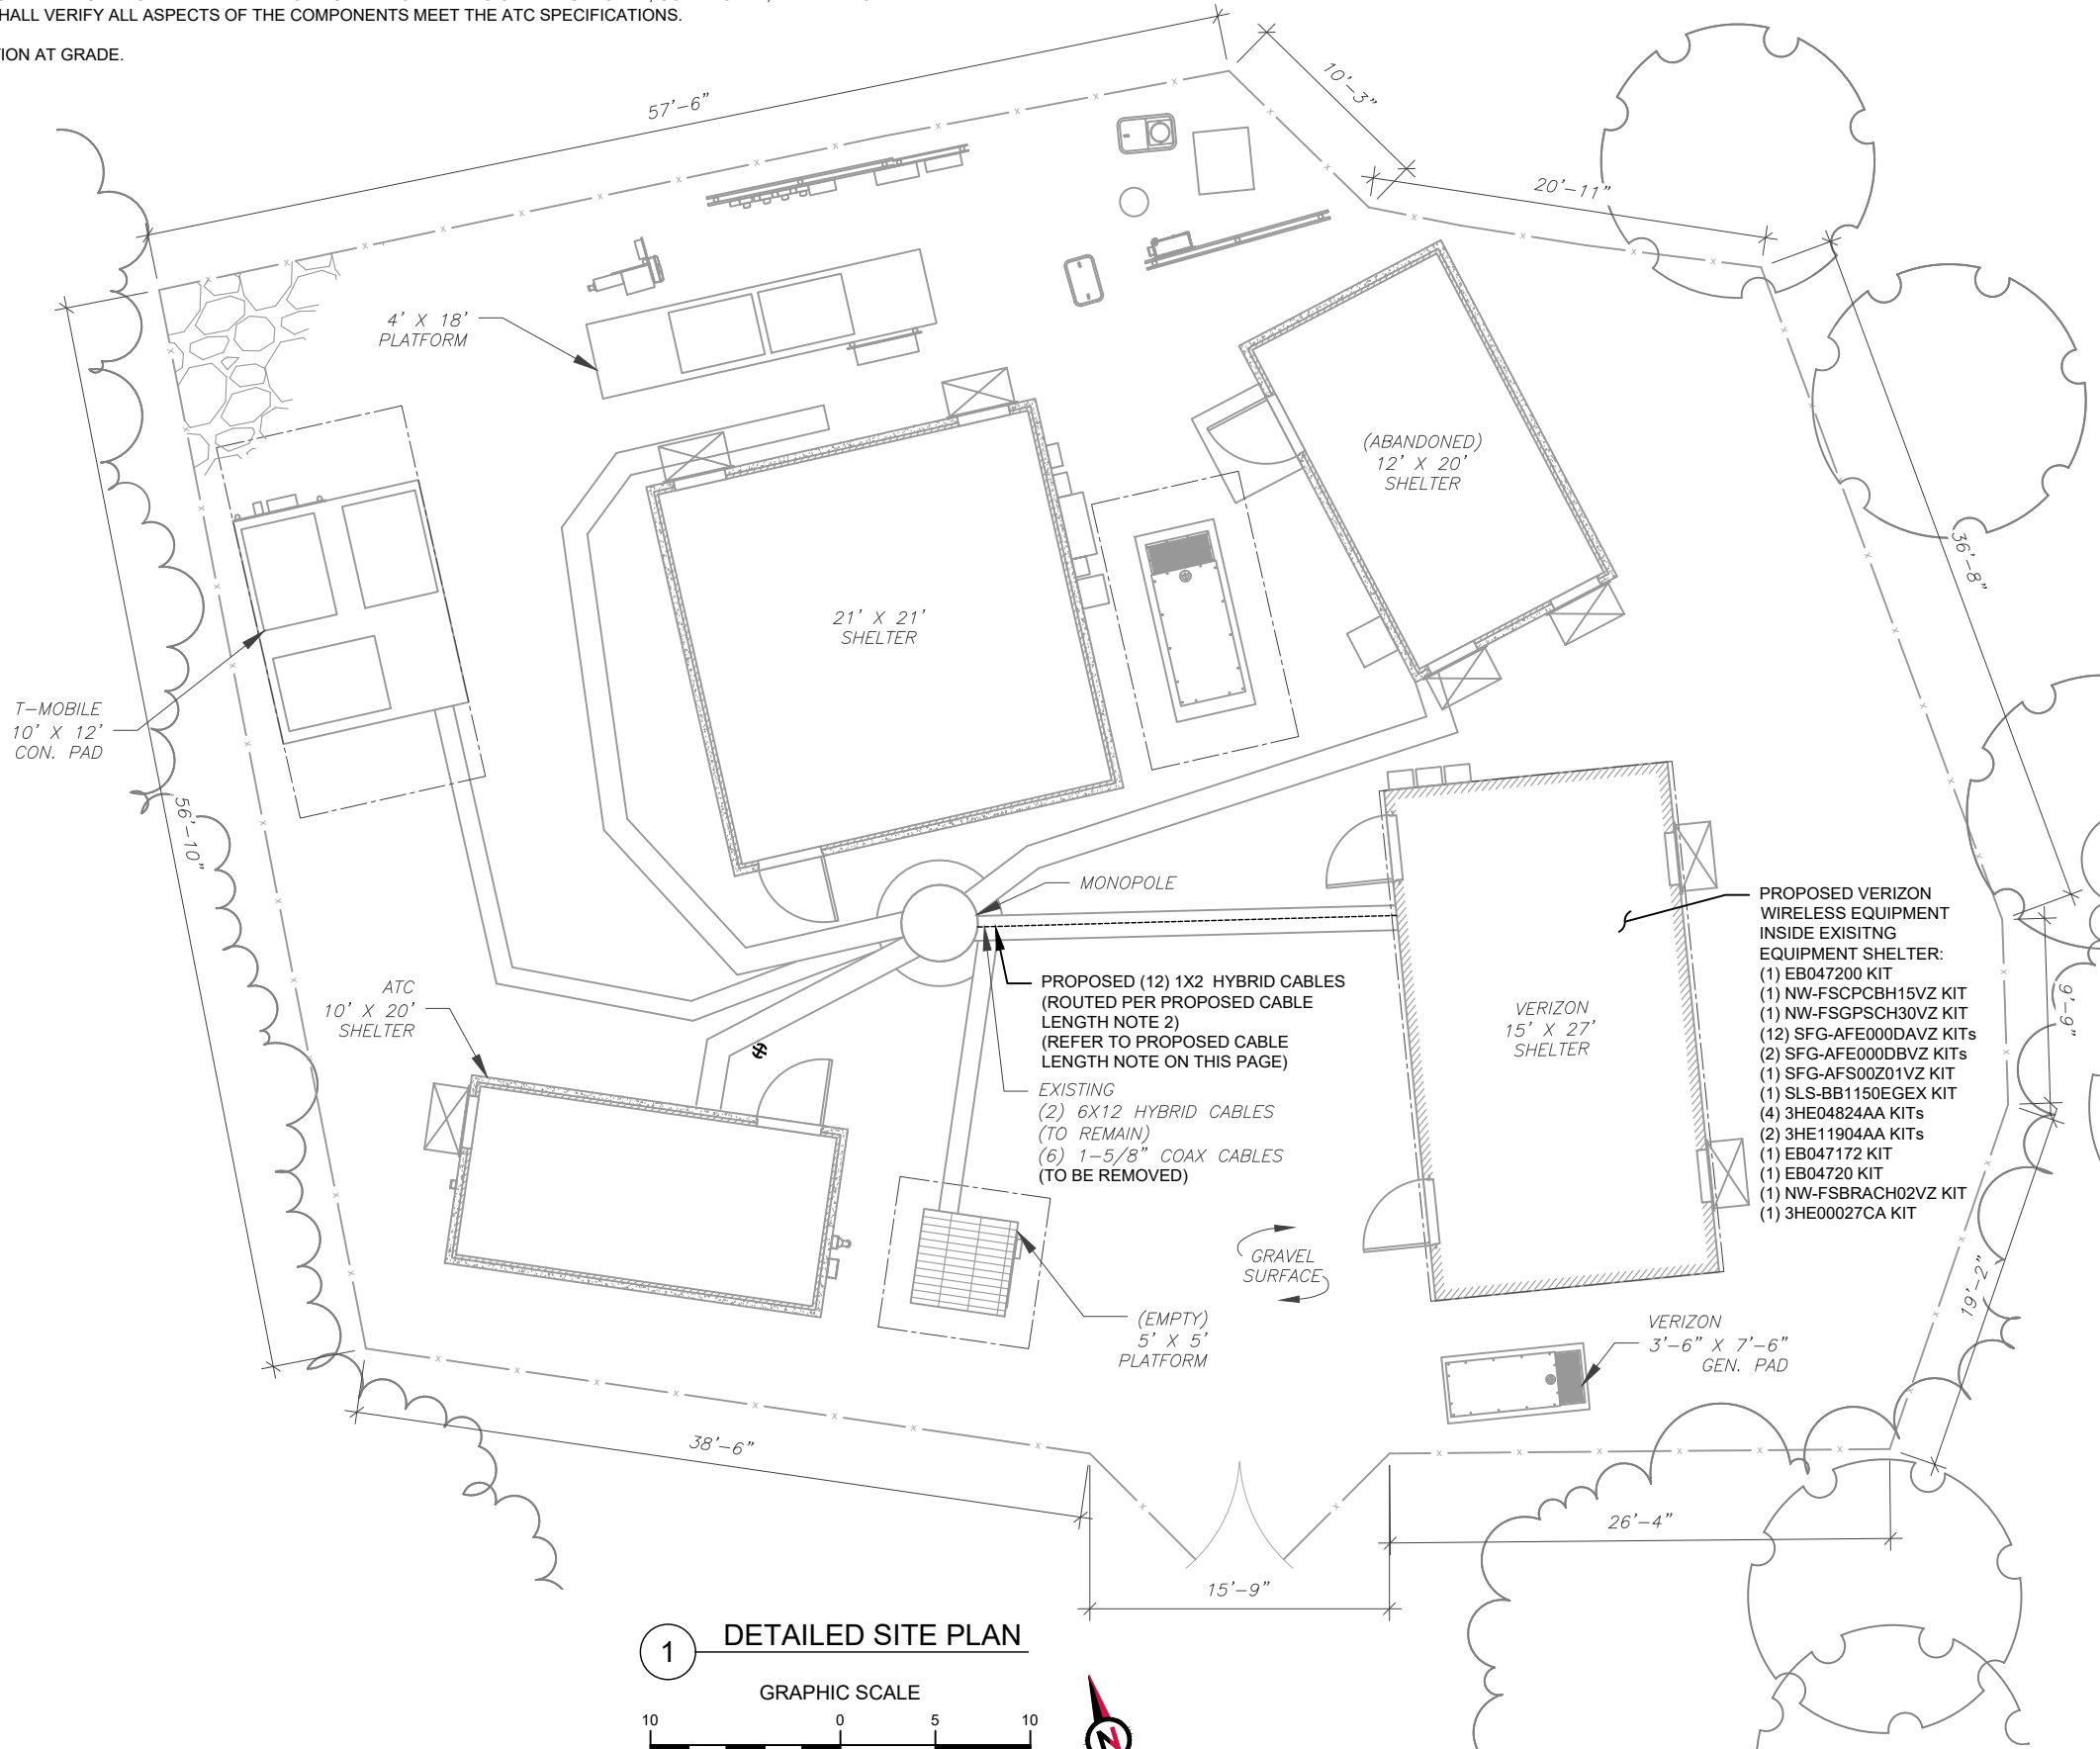 HALL VERIFY ALL ASPECTS OF THE COMPONENTS MEET THE ATC SPECIFICATIONS.
TION AT GRADE.
57'-6"
10'-3"
20'-11"
4' X 18'
PLATFORM
(ABANDONED)
12' X 20'
SHELTER
36'-8"
21' X 21'
SHELTER
T-MOBILE
10' X 12'
CON. PAD
56'-10"
MONOPOLE
PROPOSED VERIZON
WIRELESS EQUIPMENT
INSIDE EXISITNG
EQUIPMENT SHELTER:
(1) EB047200 KIT
(1) NW-FSCPCBH15VZ KIT
(1) NW-FSGPSCH30VZ KIT
(12) SFG-AFE000DAVZ KITs
(2) SFG-AFE000DBVZ KITs
(1) SFG-AFS00Z01VZ KIT
(1) SLS-BB1150EGEX KIT
(4) 3HE04824AA KITs
(2) 3HE11904AA KITs
(1) EB047172 KIT
(1) EB04720 KIT
(1) NW-FSBRACH02VZ KIT
(1) 3HE00027CA KIT
PROPOSED (12) 1X2 HYBRID CABLES
(ROUTED PER PROPOSED CABLE
LENGTH NOTE 2)
(REFER TO PROPOSED CABLE
LENGTH NOTE ON THIS PAGE)
EXISTING
(2) 6X12 HYBRID CABLES
(TO REMAIN)
(6) 1-5/8" COAX CABLES
(TO BE REMOVED)
ATC
10' X 20'
SHELTER
VERIZON
15' X 27'
SHELTER
9'-9"
GRAVEL
SURFACE
(EMPTY)
5' X 5'
PLATFORM
19'-2"
VERIZON
3'-6" X 7'-6"
GEN. PAD
38'-6"
26'-4"
15'-9"
1
DETAILED SITE PLAN
GRAPHIC SCALE
10 0 5 10
N